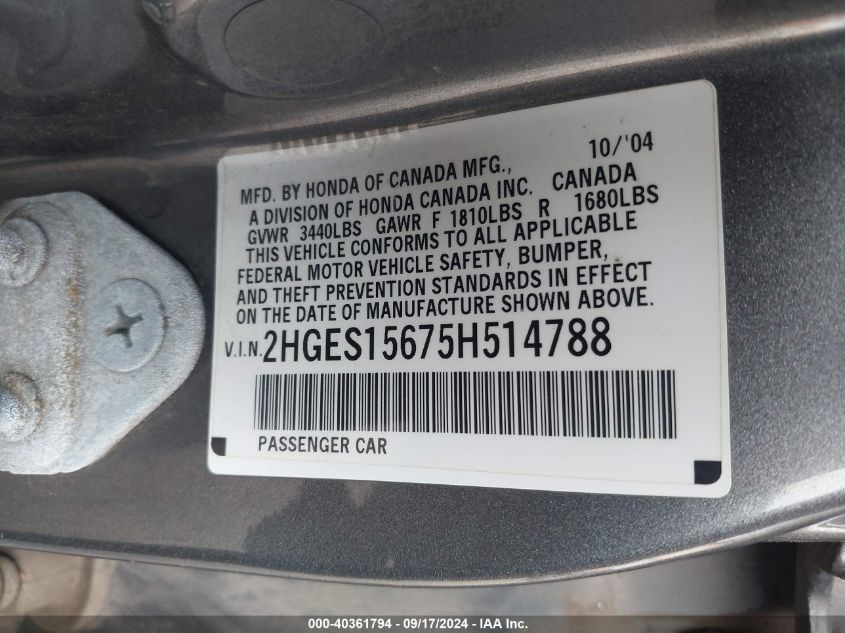 10/'04
MFD. BY HONDA OF CANADA MFG.,
A DIVISION OF HONDA CANADA INC. CANADA
GVWR 3440LBS GAWR F 1810LBS R 1680LBS
THIS VEHICLE CONFORMS TO ALL APPLICABLE
FEDERAL MOTOR VEHICLE SAFETY, BUMPER,
AND THEFT PREVENTION STANDARDS IN EFFECT
ON THE DATE OF MANUFACTURE SHOWN ABOVE.
V.I.N. 2HGES15675H514788
PASSENGER CAR
000-40361794 - 09/17/2024 - IAA Inc.